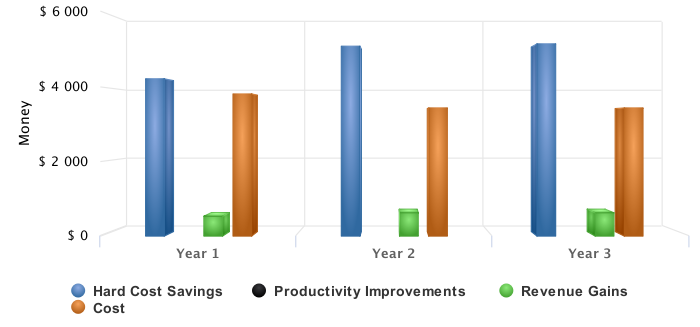 $ 6 000
$ 4 000
$ 2 000
$ 0
Money
Year 1
Year 2
Year 3
Hard Cost Savings
Productivity Improvements
Revenue Gains
Cost